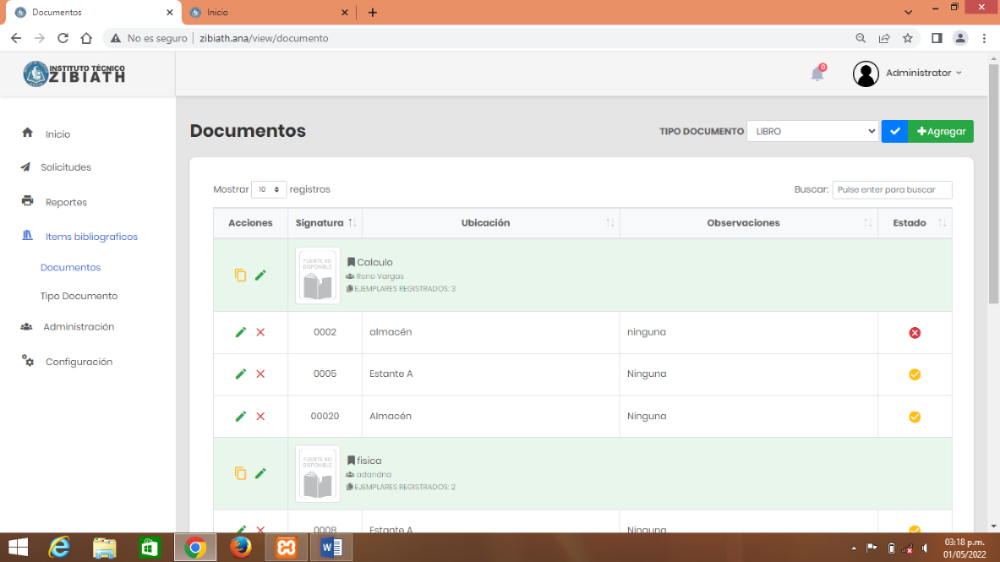 Documentos
Inicio
No es seguro
zibiath.ana/view/documento
INSTITUTO TÉCNICO
ZIBIATH
0
Administrator
Inicio
Solicitudes
Reportes
Items bibliograficos
Documentos
Tipo Documento
Administración
Configuración
Documentos
TIPO DOCUMENTO
LIBRO
Agregar
Mostrar 10 registros
Buscar: Pulse enter para buscar
Acciones Signatura Ubicación Observaciones Estado
FUENTE NO
DISPONIBLE
Calculo
Rene Vargas
EJEMPLARES REGISTRADOS: 3
0002 almacén ninguna
0005 Estante A Ninguna
00020 Almacén Ninguna
FUENTE NO
DISPONIBLE
fisica
adandna
EJEMPLARES REGISTRADOS: 2
0008 Estante A Ninguna
03:18 p.m.
01/05/2022